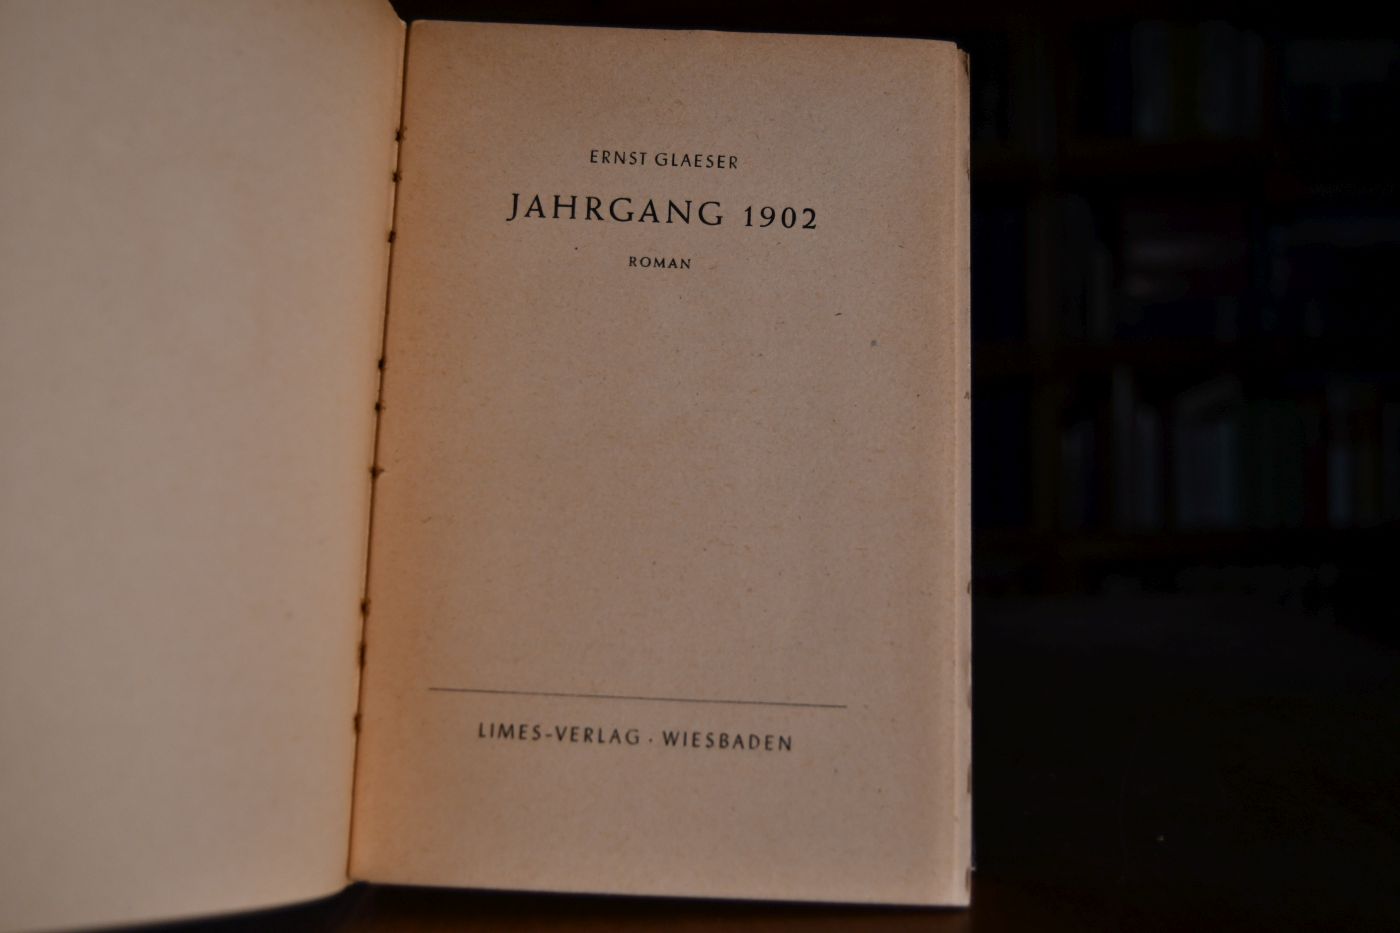 ERNST GLAESER
JAHRGANG 1902
ROMAN
LIMES-VERLAG · WIESBADEN